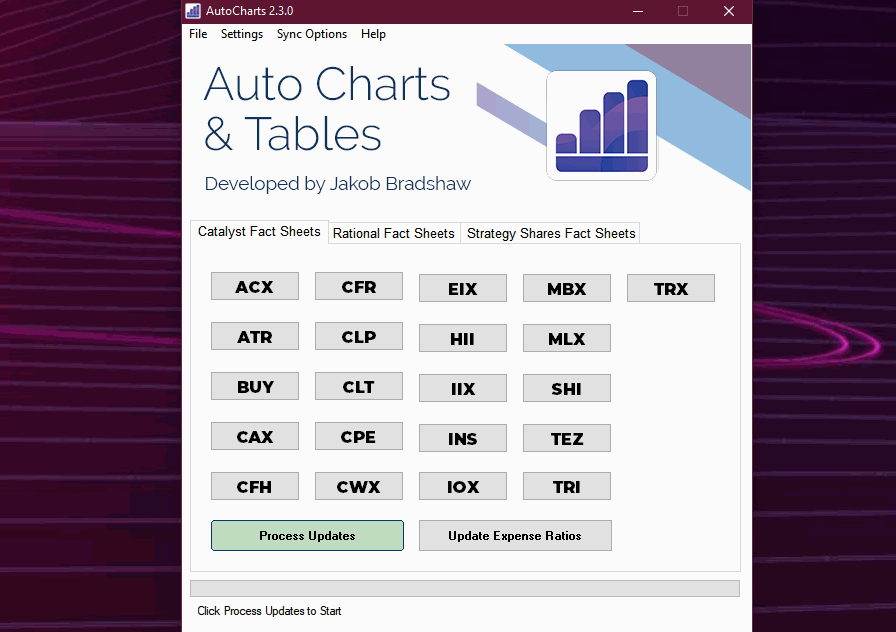 AutoCharts 2.3.0
File Settings Sync Options Help
Auto Charts
& Tables
Developed by Jakob Bradshaw
Catalyst Fact Sheets Rational Fact Sheets Strategy Shares Fact Sheets
ACX CFR EIX MBX TRX
ATR CLP HII MLX
BUY CLT IIX SHI
CAX CPE INS TEZ
CFH CWX IOX TRI
Process Updates Update Expense Ratios
Click Process Updates to Start